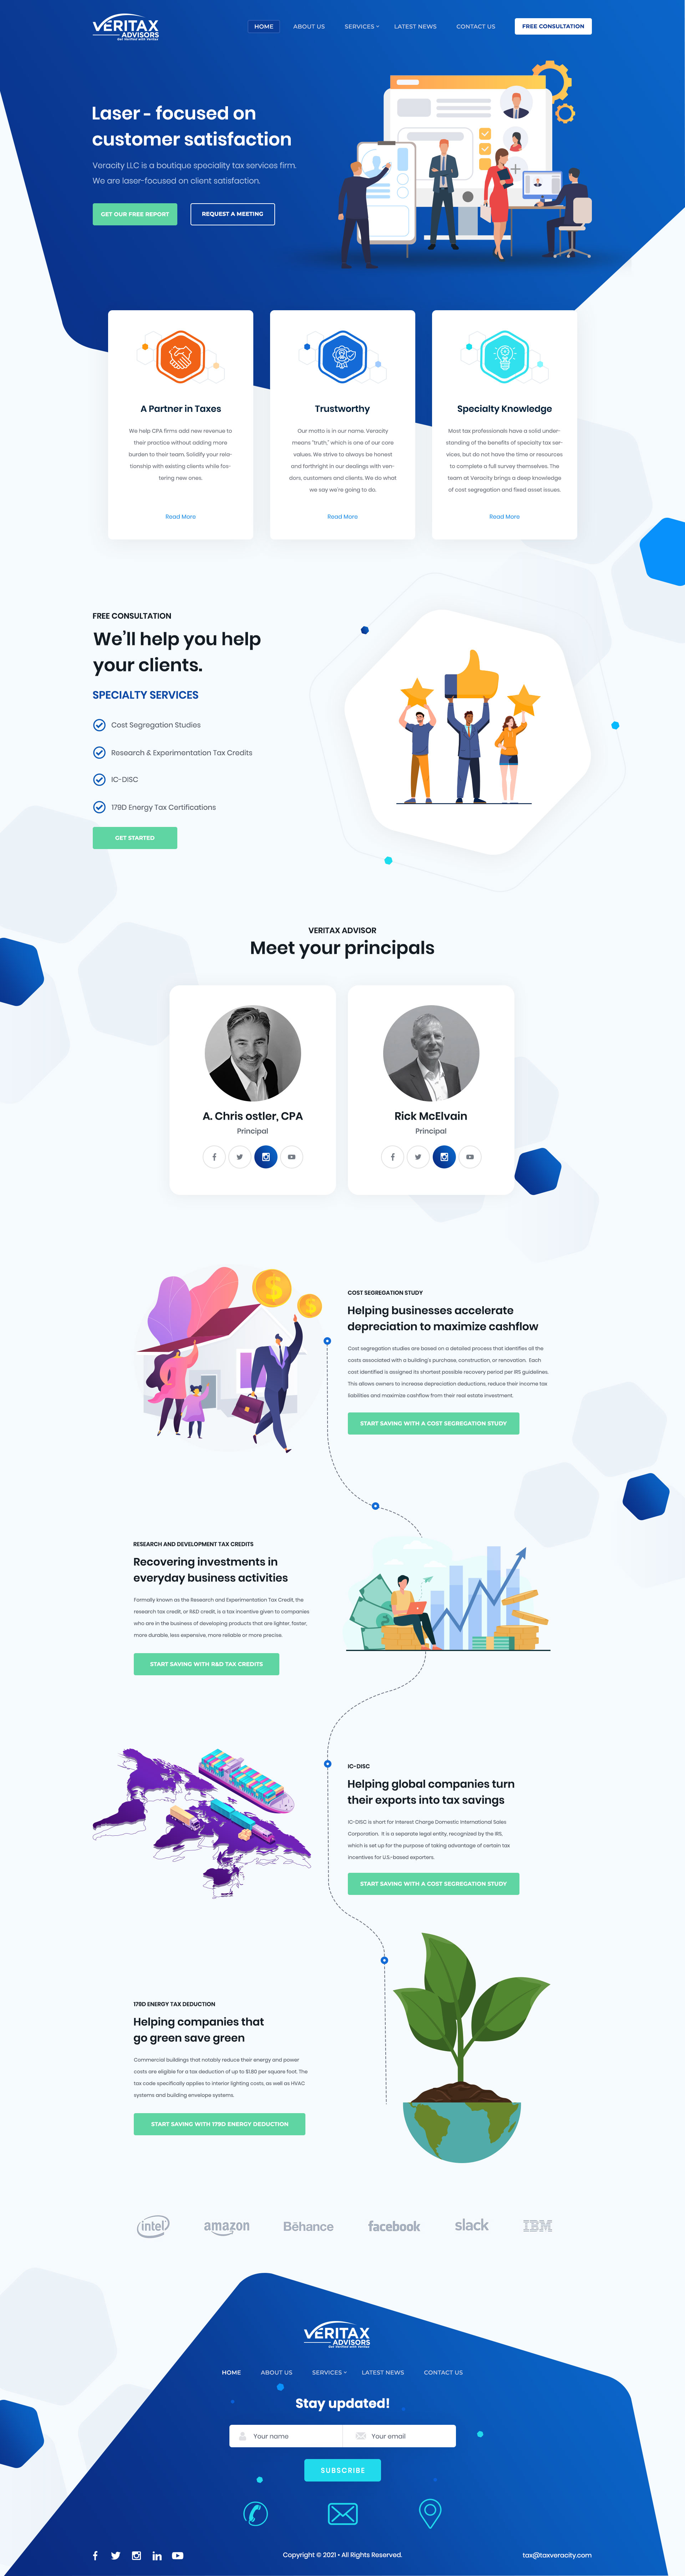 VERITAX
ADVISORS
Get Verified with Veritax
HOME
ABOUT US
SERVICES
LATEST NEWS
CONTACT US
FREE CONSULTATION
Laser - focused on
customer satisfaction
Veracity LLC is a boutique speciality tax services firm.
We are laser-focused on client satisfaction.
GET OUR FREE REPORT
REQUEST A MEETING
A Partner in Taxes
We help CPA firms add new revenue to
their practice without adding more
burden to their team. Solidify your rela-
tionship with existing clients while fos-
tering new ones.
Read More
Trustworthy
Our motto is in our name. Veracity
means "truth," which is one of our core
values. We strive to always be honest
and forthright in our dealings with ven-
dors, customers and clients. We do what
we say we're going to do.
Read More
Specialty Knowledge
Most tax professionals have a solid under-
standing of the benefits of specialty tax ser-
vices, but do not have the time or resources
to complete a full survey themselves. The
team at Veracity brings a deep knowledge
of cost segregation and fixed asset issues.
Read More
FREE CONSULTATION
We'll help you help
your clients.
SPECIALTY SERVICES
Cost Segregation Studies
Research & Experimentation Tax Credits
IC-DISC
179D Energy Tax Certifications
GET STARTED
VERITAX ADVISOR
Meet your principals
A. Chris ostler, CPA
Principal
Rick McElvain
Principal
COST SEGREGATION STUDY
Helping businesses accelerate
depreciation to maximize cashflow
Cost segregation studies are based on a detailed process that identifies all the
costs associated with a building's purchase, construction, or renovation. Each
cost identified is assigned its shortest possible recovery period per IRS guidelines.
This allows owners to increase depreciation deductions, reduce their income tax
liabilities and maximize cashflow from their real estate investment.
START SAVING WITH A COST SEGREGATION STUDY
RESEARCH AND DEVELOPMENT TAX CREDITS
Recovering investments in
everyday business activities
Formally known as the Research and Experimentation Tax Credit, the
research tax credit, or R&D credit, is a tax incentive given to companies
who are in the business of developing products that are lighter, faster,
more durable, less expensive, more reliable or more precise.
START SAVING WITH R&D TAX CREDITS
IC-DISC
Helping global companies turn
their exports into tax savings
IC-DISC is short for Interest Charge Domestic International Sales
Corporation. It is a separate legal entity, recognized by the IRS,
which is set up for the purpose of taking advantage of certain tax
incentives for U.S.-based exporters.
START SAVING WITH A COST SEGREGATION STUDY
179D ENERGY TAX DEDUCTION
Helping companies that
go green save green
Commercial buildings that notably reduce their energy and power
costs are eligible for a tax deduction of up to $1.80 per square foot. The
tax code specifically applies to interior lighting costs, as well as HVAC
systems and building envelope systems.
START SAVING WITH 179D ENERGY DEDUCTION
intel
amazon
Bēhance
facebook
slack
IBM
VERITAX
ADVISORS
Get Verified with Veritax
HOME
ABOUT US
SERVICES
LATEST NEWS
CONTACT US
Stay updated!
Your name
Your email
SUBSCRIBE
Copyright © 2021 • All Rights Reserved.
tax@taxveracity.com